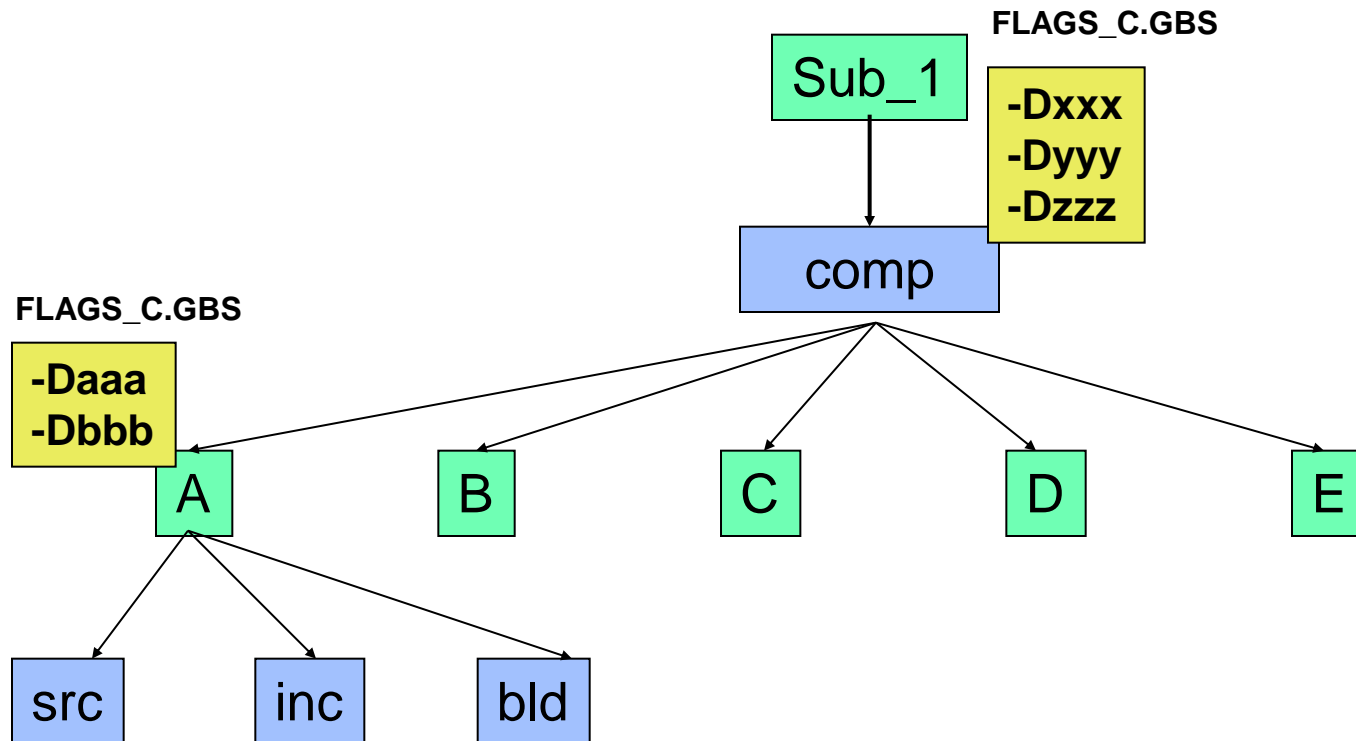 FLAGS_C.GBS
Sub_1
-Dxxx
-Dyyy
-Dzzz
comp
FLAGS_C.GBS
-Daaa
-Dbbb
A
B
C
D
E
src
inc
bld